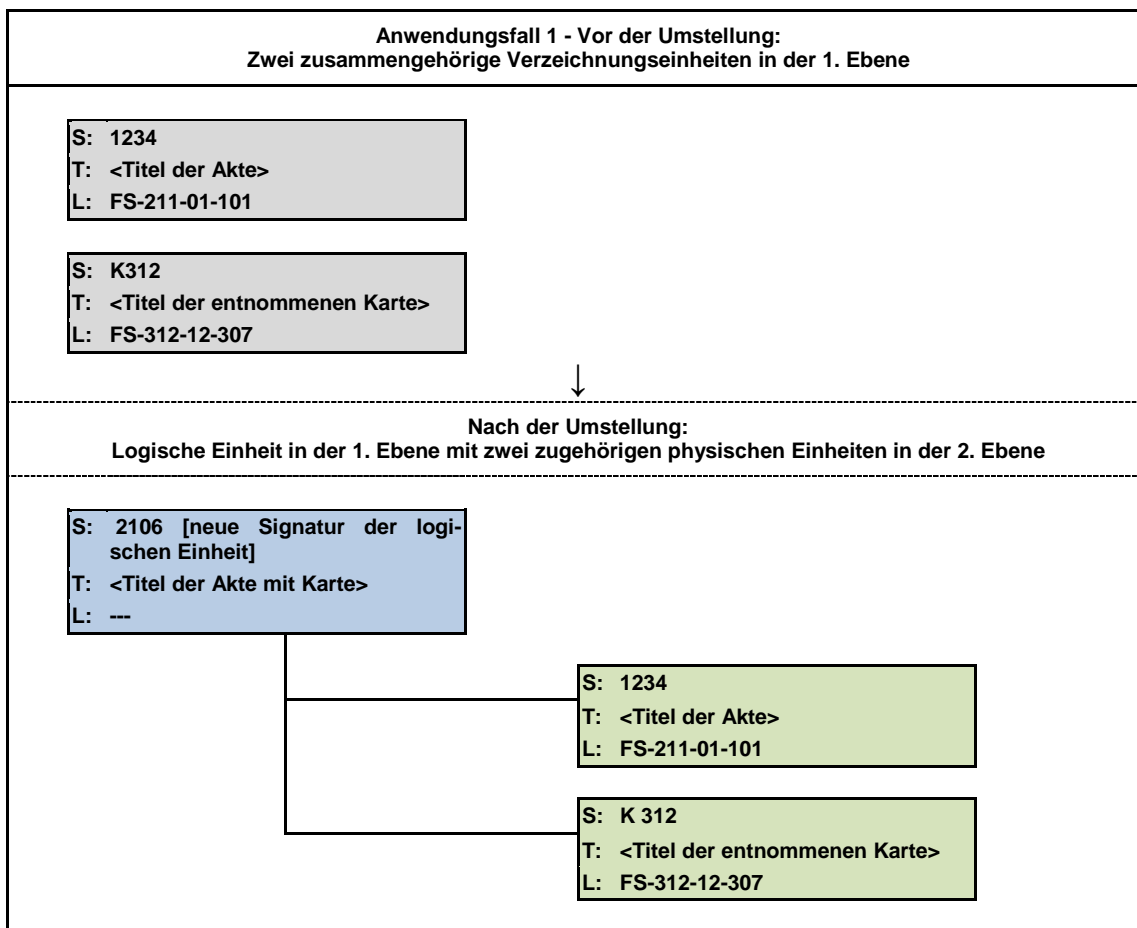 Anwendungsfall 1 - Vor der Umstellung:
Zwei zusammengehörige Verzeichnungseinheiten in der 1. Ebene
S: 1234
T: <Titel der Akte>
L: FS-211-01-101
S: K312
T: <Titel der entnommenen Karte>
L: FS-312-12-307
↓
Nach der Umstellung:
Logische Einheit in der 1. Ebene mit zwei zugehörigen physischen Einheiten in der 2. Ebene
S: 2106 [neue Signatur der logi-
schen Einheit]
T: <Titel der Akte mit Karte>
L: ---
S: 1234
T: <Titel der Akte>
L: FS-211-01-101
S: K 312
T: <Titel der entnommenen Karte>
L: FS-312-12-307